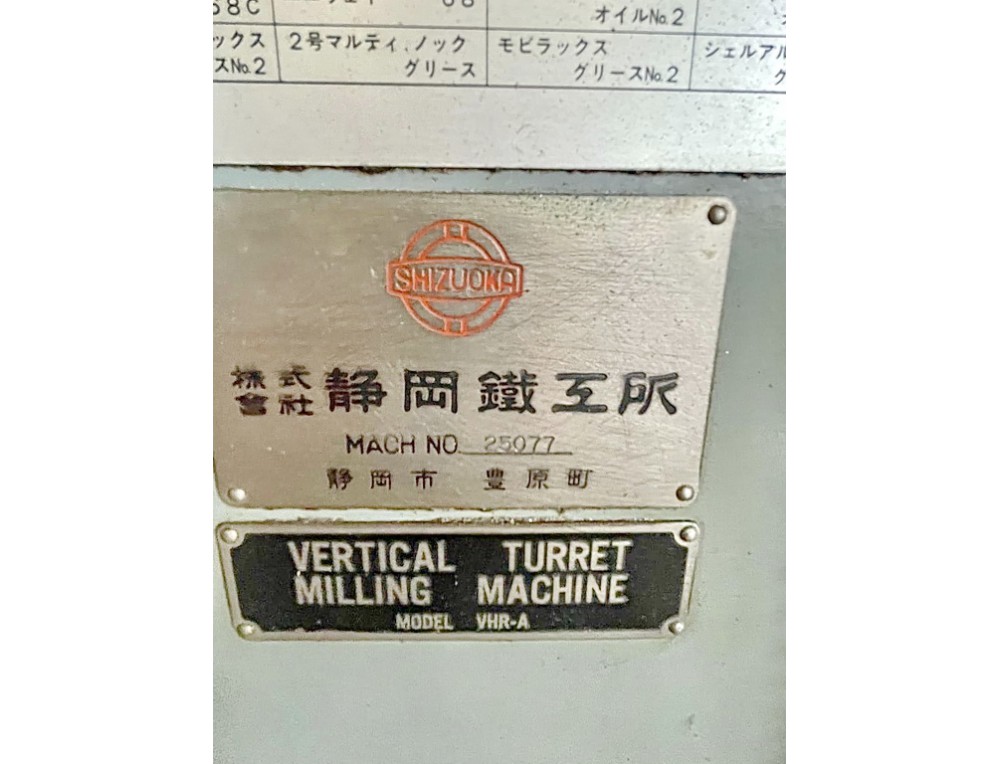 68C
68
オイルNo.2
ックス
スNo.2
2号マルティ.ノック
グリース
モビラックス
グリースNo.2
シェルアル
SHIZUOKA
株式會社 静岡鐵工所
MACH NO. 25077
静岡市 豊原町
VERTICAL TURRET
MILLING MACHINE
MODEL VHR-A